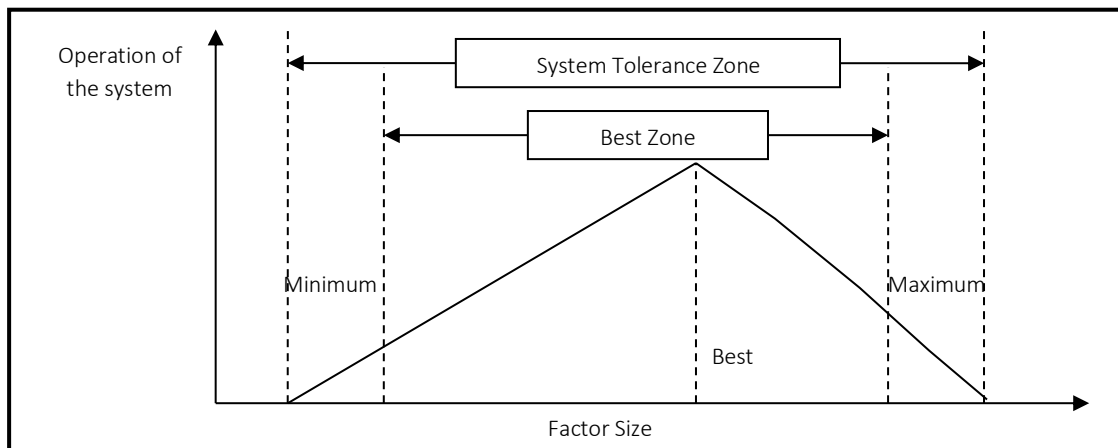 Operation of
the system
System Tolerance Zone
Best Zone
Minimum
Maximum
Best
Factor Size